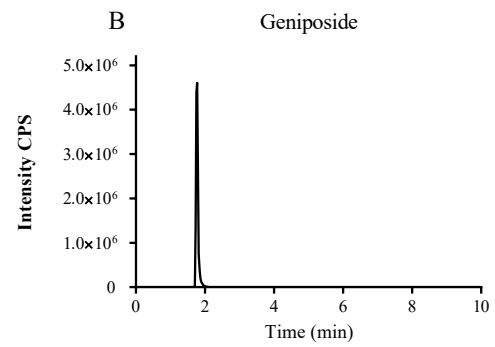 B
Geniposide
Intensity CPS
5.0×10⁶
4.0×10⁶
3.0×10⁶
2.0×10⁶
1.0×10⁶
0
0 2 4 6 8 10
Time (min)